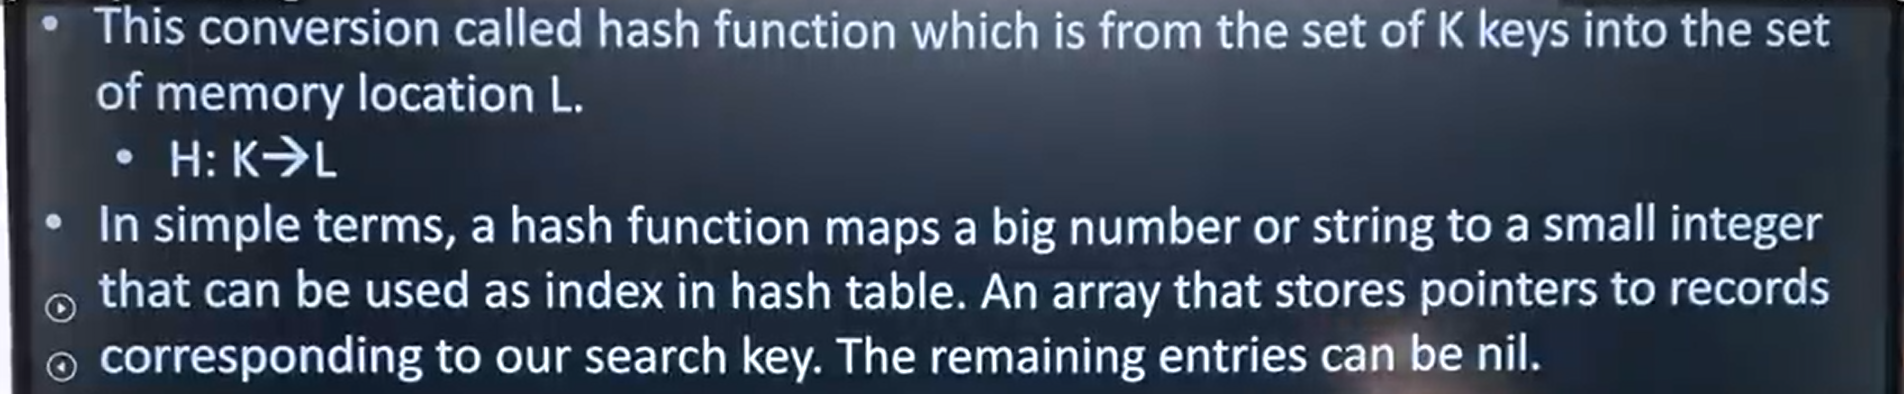 • This conversion called hash function which is from the set of K keys into the set
of memory location L.
• H: K→L
• In simple terms, a hash function maps a big number or string to a small integer
that can be used as index in hash table. An array that stores pointers to records
corresponding to our search key. The remaining entries can be nil.